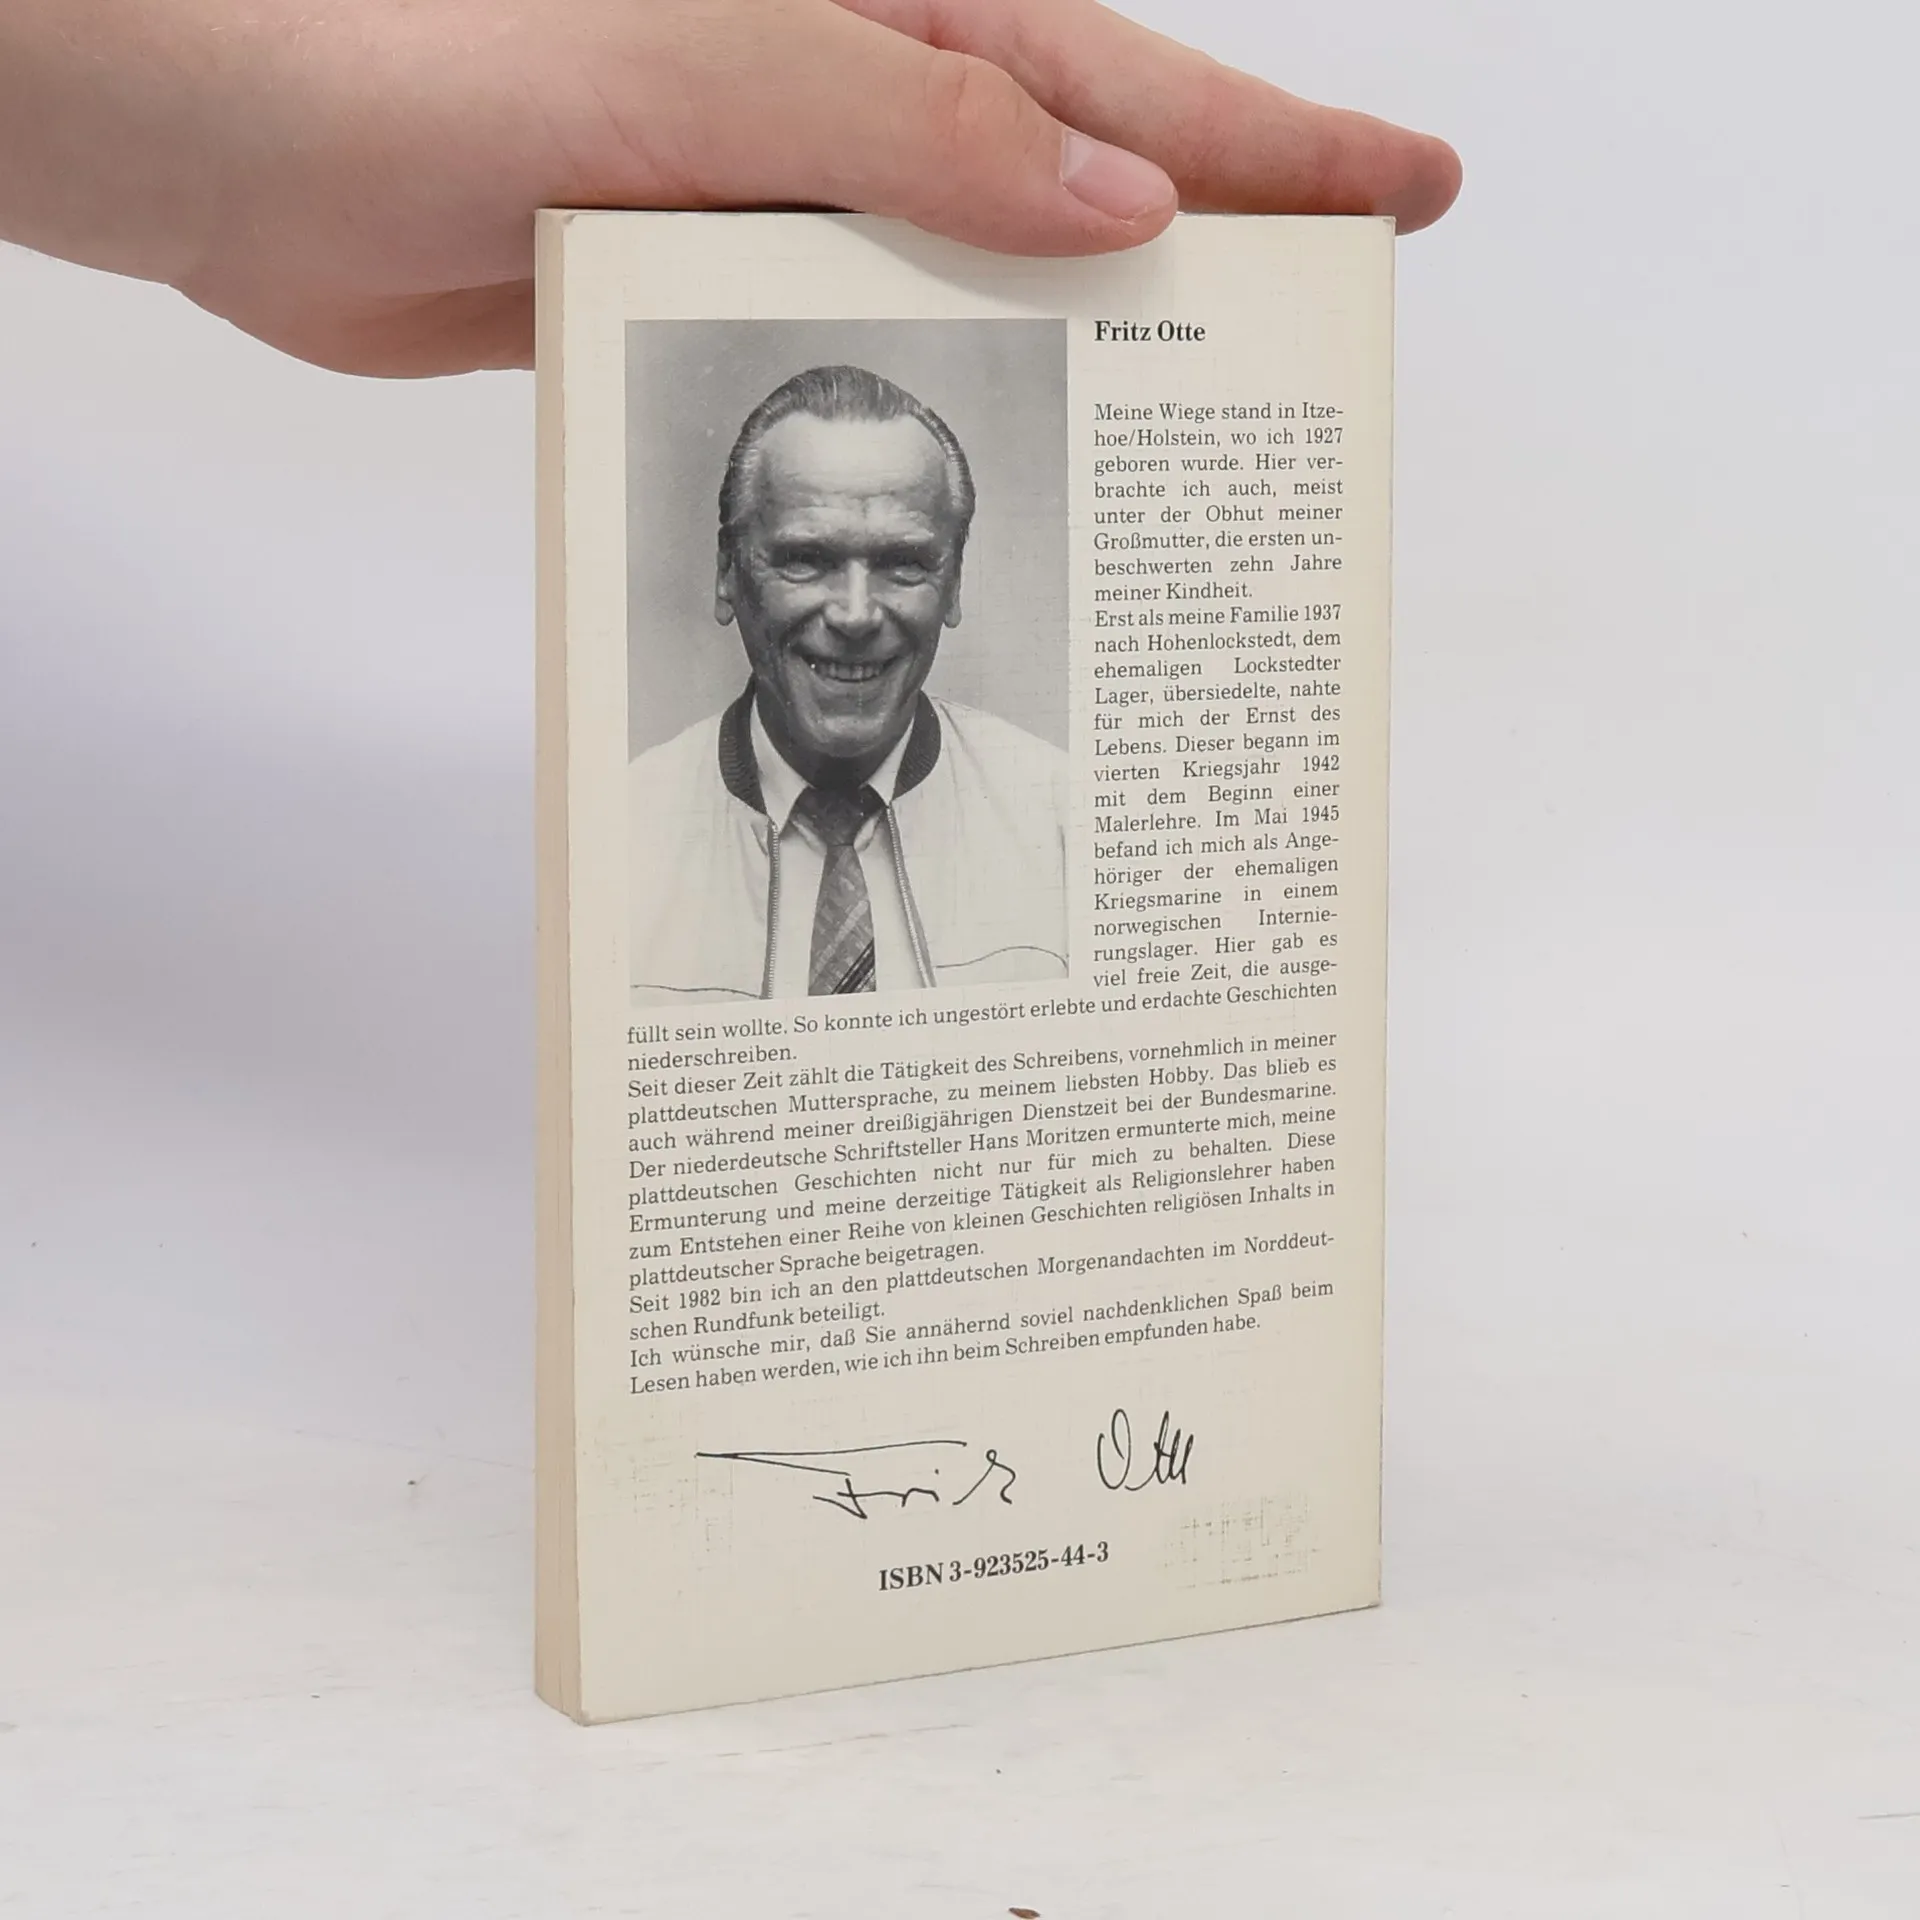 Fritz Otte
Meine Wiege stand in Itze-
hoe/Holstein, wo ich 1927
geboren wurde. Hier ver-
brachte ich auch, meist
unter der Obhut meiner
Großmutter, die ersten un-
beschwerten zehn Jahre
meiner Kindheit.
Erst als meine Familie 1937
nach Hohenlockstedt, dem
ehemaligen Lockstedter
Lager, übersiedelte, nahte
für mich der Ernst des
Lebens. Dieser begann im
vierten Kriegsjahr 1942
mit dem Beginn einer
Malerlehre. Im Mai 1945
befand ich mich als Ange-
höriger der ehemaligen
Kriegsmarine in einem
norwegischen Internie-
rungslager. Hier gab es
viel freie Zeit, die ausge-
füllt sein wollte. So konnte ich ungestört erlebte und erdachte Geschichten
niederschreiben.
Seit dieser Zeit zählt die Tätigkeit des Schreibens, vornehmlich in meiner
plattdeutschen Muttersprache, zu meinem liebsten Hobby. Das blieb es
auch während meiner dreißigjährigen Dienstzeit bei der Bundesmarine.
Der niederdeutsche Schriftsteller Hans Moritzen ermunterte mich, meine
plattdeutschen Geschichten nicht nur für mich zu behalten. Diese
Ermunterung und meine derzeitige Tätigkeit als Religionslehrer haben
zum Entstehen einer Reihe von kleinen Geschichten religiösen Inhalts in
plattdeutscher Sprache beigetragen.
Seit 1982 bin ich an den plattdeutschen Morgenandachten im Norddeut-
schen Rundfunk beteiligt.
Ich wünsche mir, daß Sie annähernd soviel nachdenklichen Spaß beim
Lesen haben werden, wie ich ihn beim Schreiben empfunden habe.
Fritz Otte
ISBN 3-923525-44-3